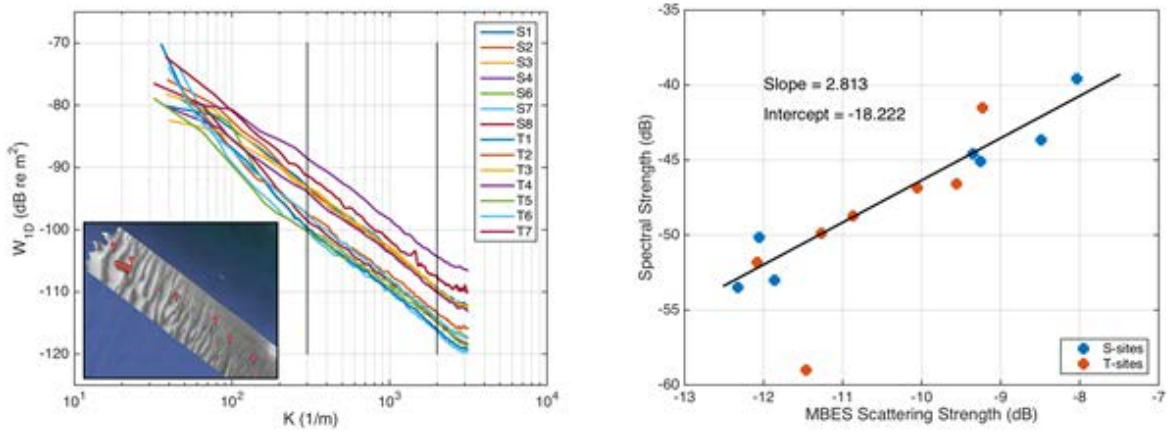 -70
-80
-90
-100
-110
-120
W1D (dB re m²)
10¹
10²
10³
10⁴
K (1/m)
S1
S2
S3
S4
S6
S7
S8
T1
T2
T3
T4
T5
T6
T7
-35
-40
-45
-50
-55
-60
Spectral Strength (dB)
Slope = 2.813
Intercept = -18.222
S-sites
T-sites
-13
-12
-11
-10
-9
-8
-7
MBES Scattering Strength (dB)